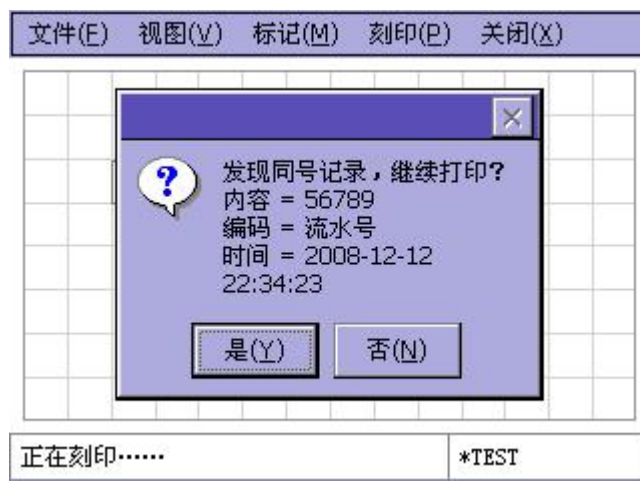 文件(F) 视图(V) 标记(M) 刻印(P) 关闭(X)
发现同号记录，继续打印?
内容 = 56789
编码 = 流水号
时间 = 2008-12-12
22:34:23
是(Y) 否(N)
正在刻印…… *TEST